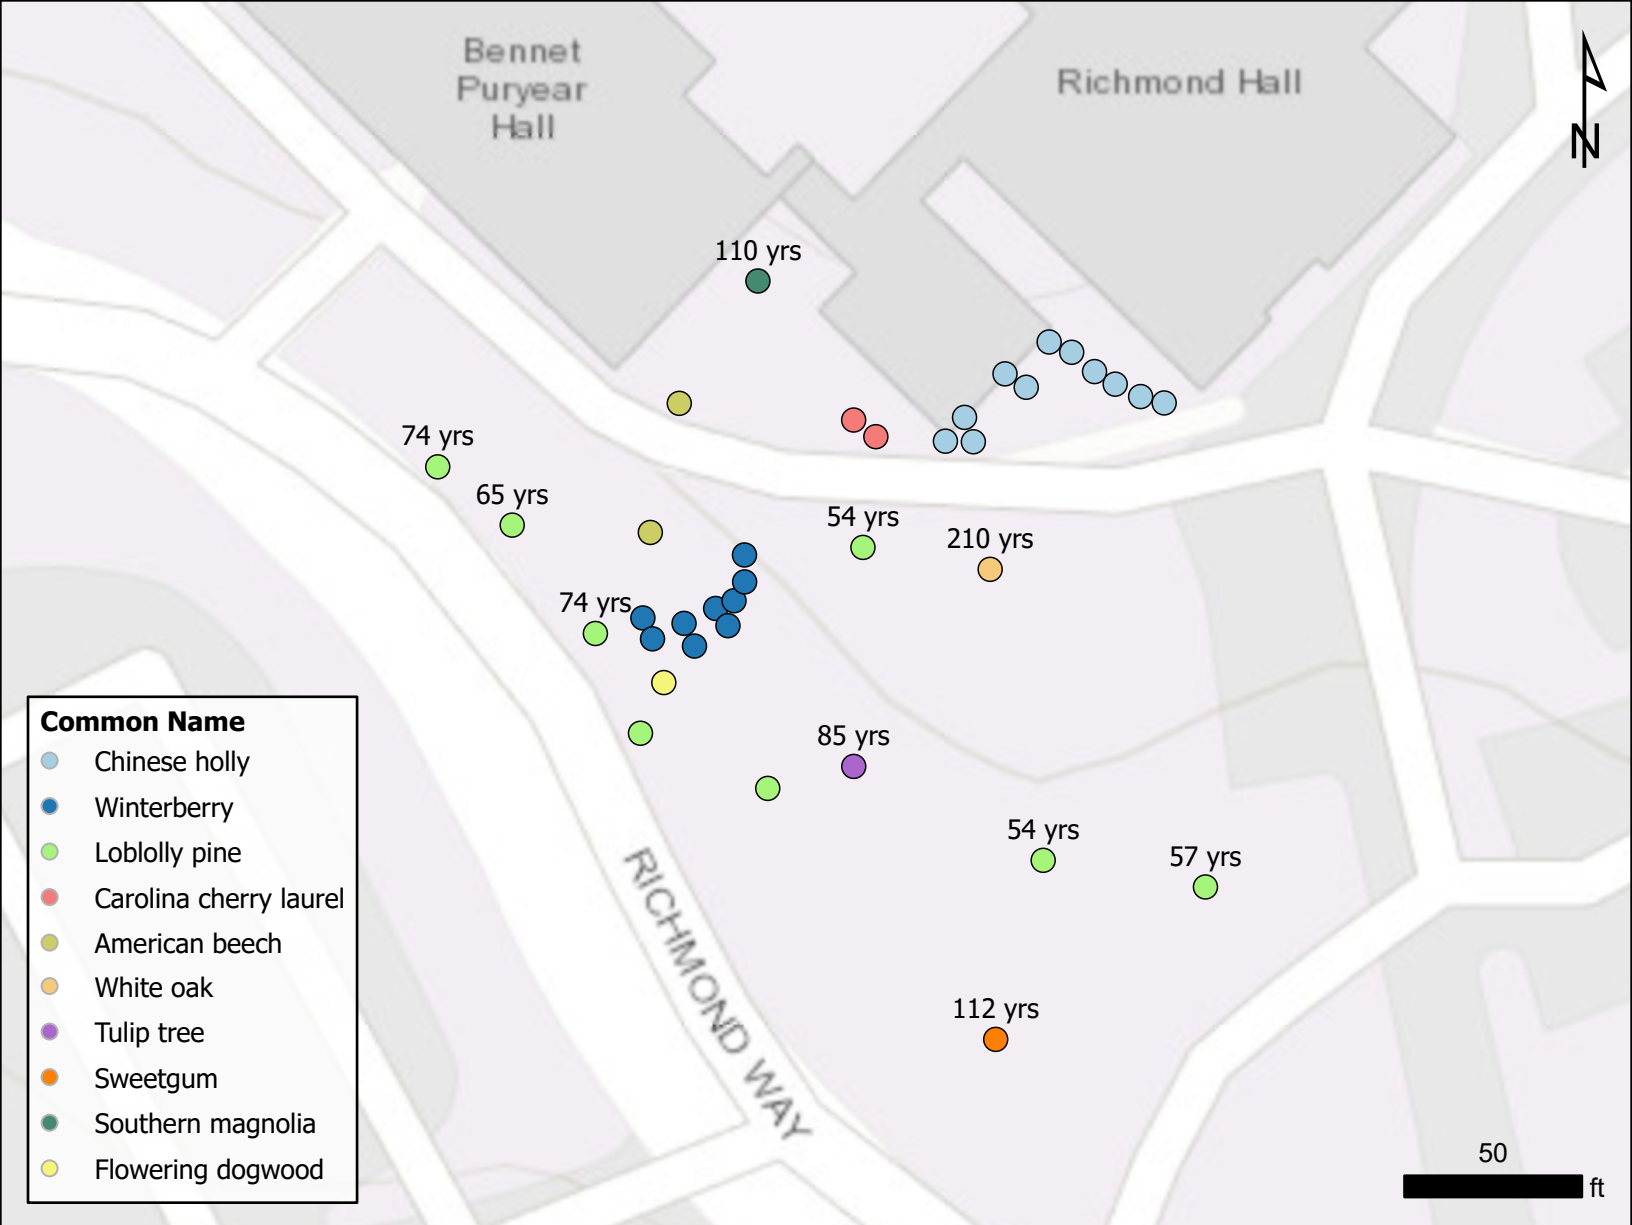 Bennet
Puryear
Hall
Richmond Hall
N
110 yrs
74 yrs
65 yrs
54 yrs
210 yrs
74 yrs
85 yrs
54 yrs
57 yrs
112 yrs
RICHMOND WAY
Common Name
Chinese holly
Winterberry
Loblolly pine
Carolina cherry laurel
American beech
White oak
Tulip tree
Sweetgum
Southern magnolia
Flowering dogwood
50
ft